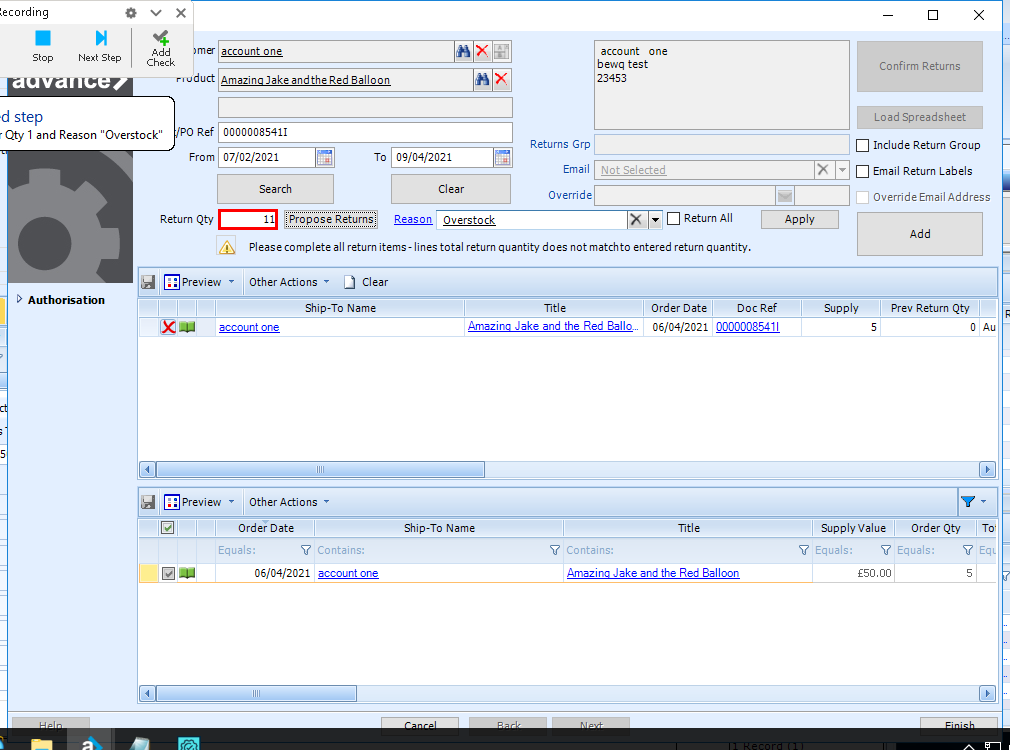 Recording
Stop
Next Step
Add
Check
advance
ed step
r Qty 1 and Reason "Overstock"
Authorisation
omer
account one
Product
Amazing Jake and the Red Balloon
/PO Ref
0000008541I
From
07/02/2021
To
09/04/2021
Search
Clear
Return Qty
11
Propose Returns
Reason
Overstock
Return All
Apply
Please complete all return items - lines total return quantity does not matchto entered return quantity.
account one
bewq test
23453
Returns Grp
Email
Not Selected
Override
Confirm Returns
Load Spreadsheet
Include Return Group
Email Return Labels
Override Email Address
Add
Preview
Other Actions
Clear
Ship-To Name
Title
Order Date
Doc Ref
Supply
Prev Return Qty
account one
Amazing Jake and the Red Ballo...
06/04/2021
0000008541I
5
0
Au
Preview
Other Actions
Order Date
Ship-To Name
Title
Supply Value
Order Qty
Tot
Equals:
Contains:
Contains:
Equals:
Equals:
Equ
06/04/2021
account one
Amazing Jake and the Red Balloon
£50.00
5
Help
Cancel
Back
Next
Finish